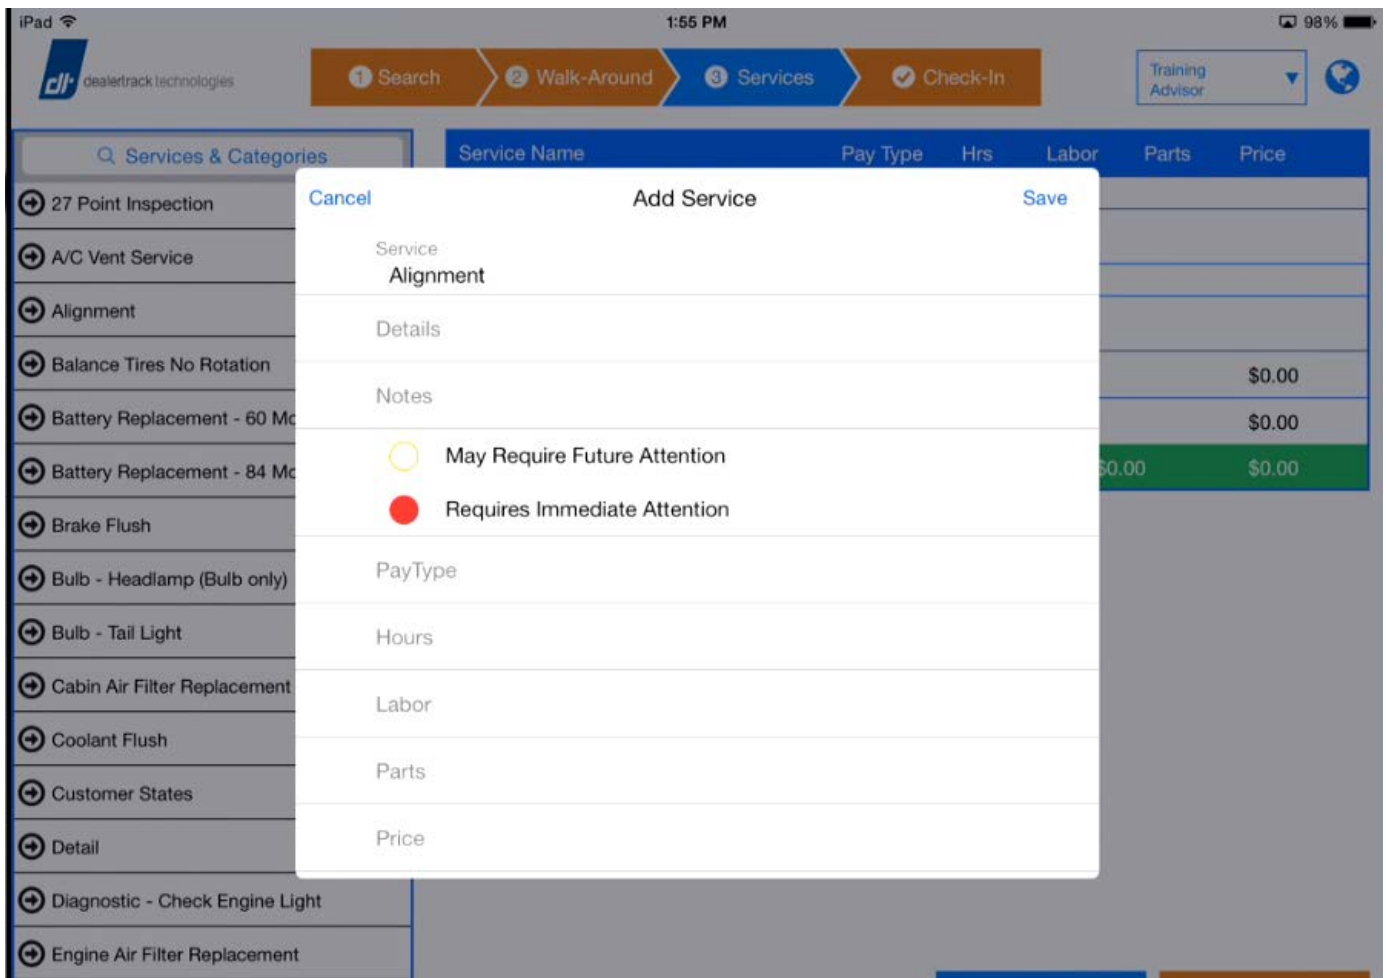 iPad 1:55 PM 98%
dlr dealertrack technologies
1 Search 2 Walk-Around 3 Services Check-In
Training
Advisor
Services & Categories
27 Point Inspection
A/C Vent Service
Alignment
Balance Tires No Rotation
Battery Replacement - 60 Mo
Battery Replacement - 84 Mo
Brake Flush
Bulb - Headlamp (Bulb only)
Bulb - Tail Light
Cabin Air Filter Replacement
Coolant Flush
Customer States
Detail
Diagnostic - Check Engine Light
Engine Air Filter Replacement
Service Name Pay Type Hrs Labor Parts Price
$0.00
$0.00
$0.00 $0.00
Cancel Add Service Save
Service
Alignment
Details
Notes
May Require Future Attention
Requires Immediate Attention
PayType
Hours
Labor
Parts
Price